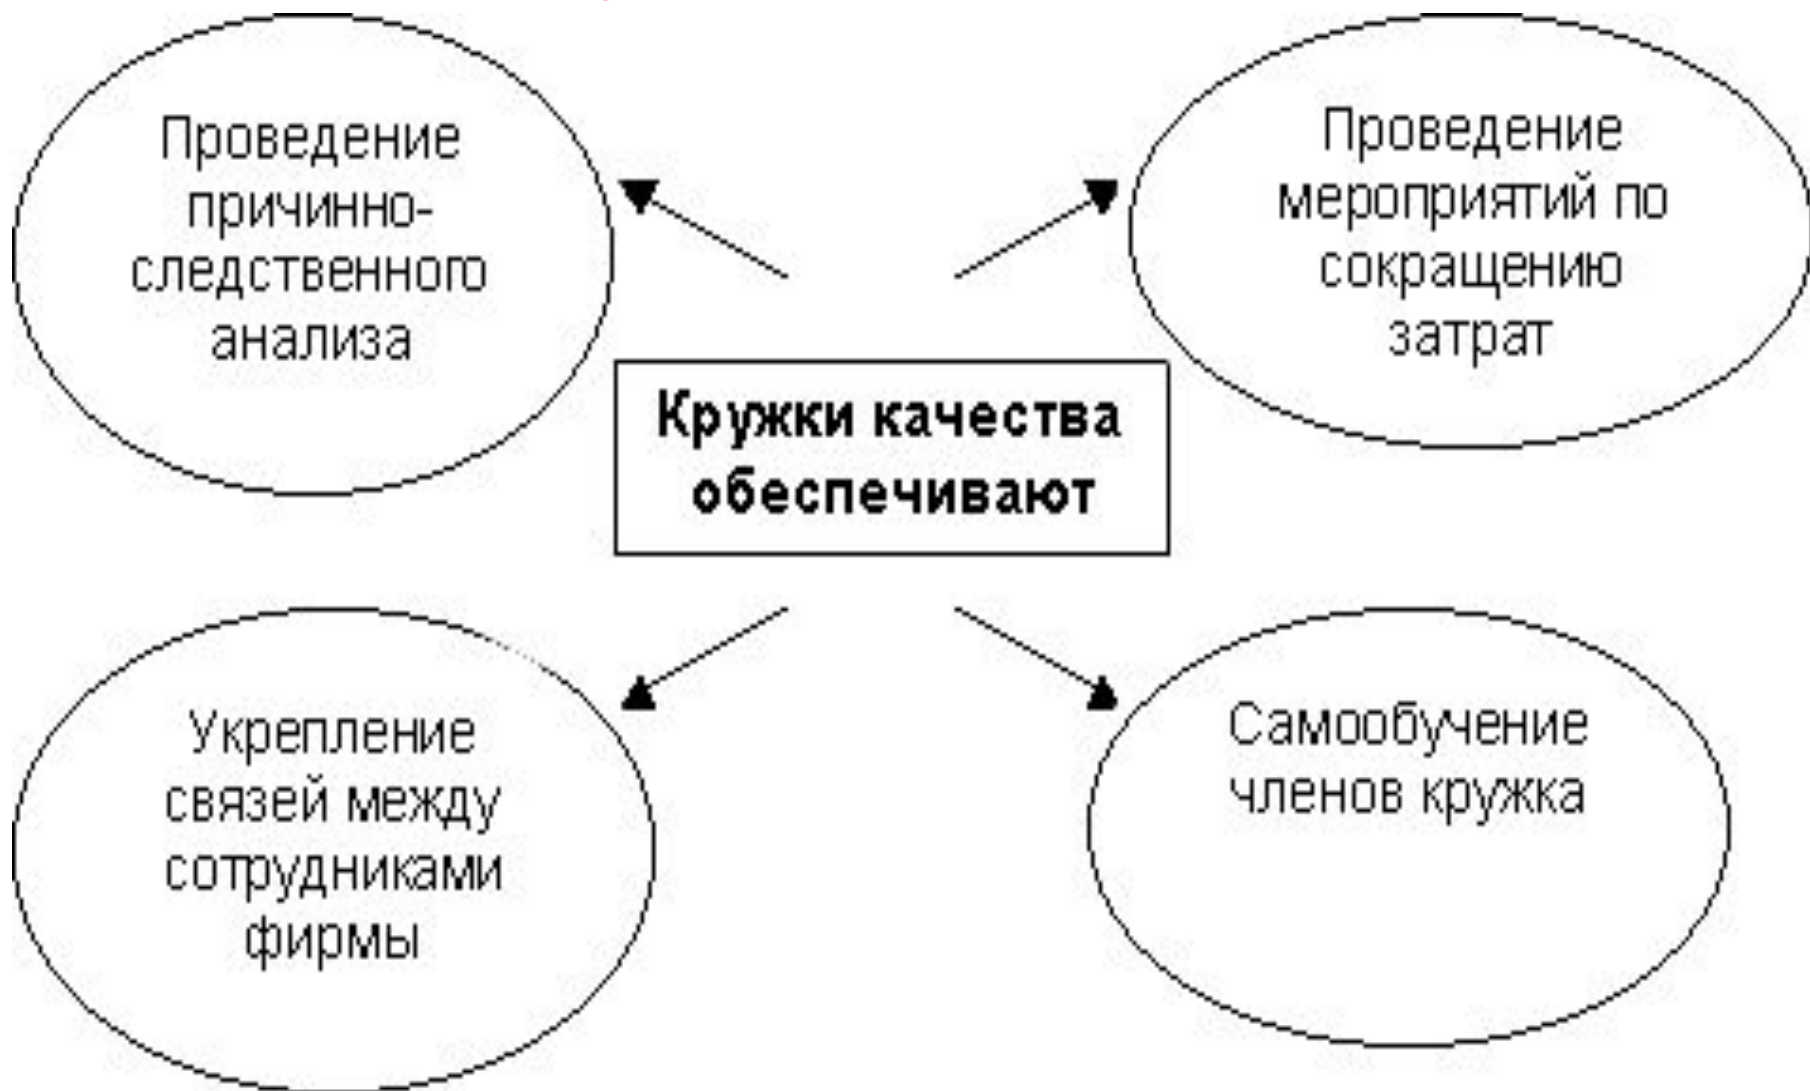 Проведение
причинно-
следственного
анализа
Проведение
мероприятий по
сокращению
затрат
Кружки качества
обеспечивают
Укрепление
связей между
сотрудниками
фирмы
Самообучение
членов кружка